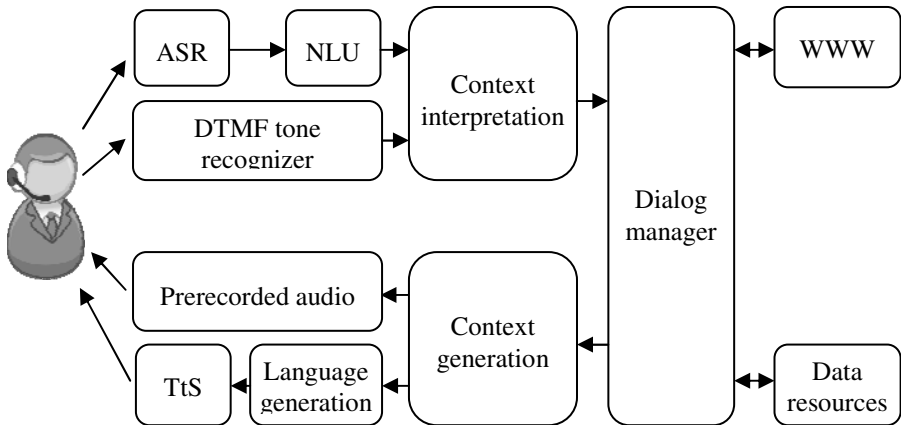 ASR
NLU
Context
interpretation
WWW
DTMF tone
recognizer
Dialog
manager
Prerecorded audio
Context
generation
TtS
Language
generation
Data
resources